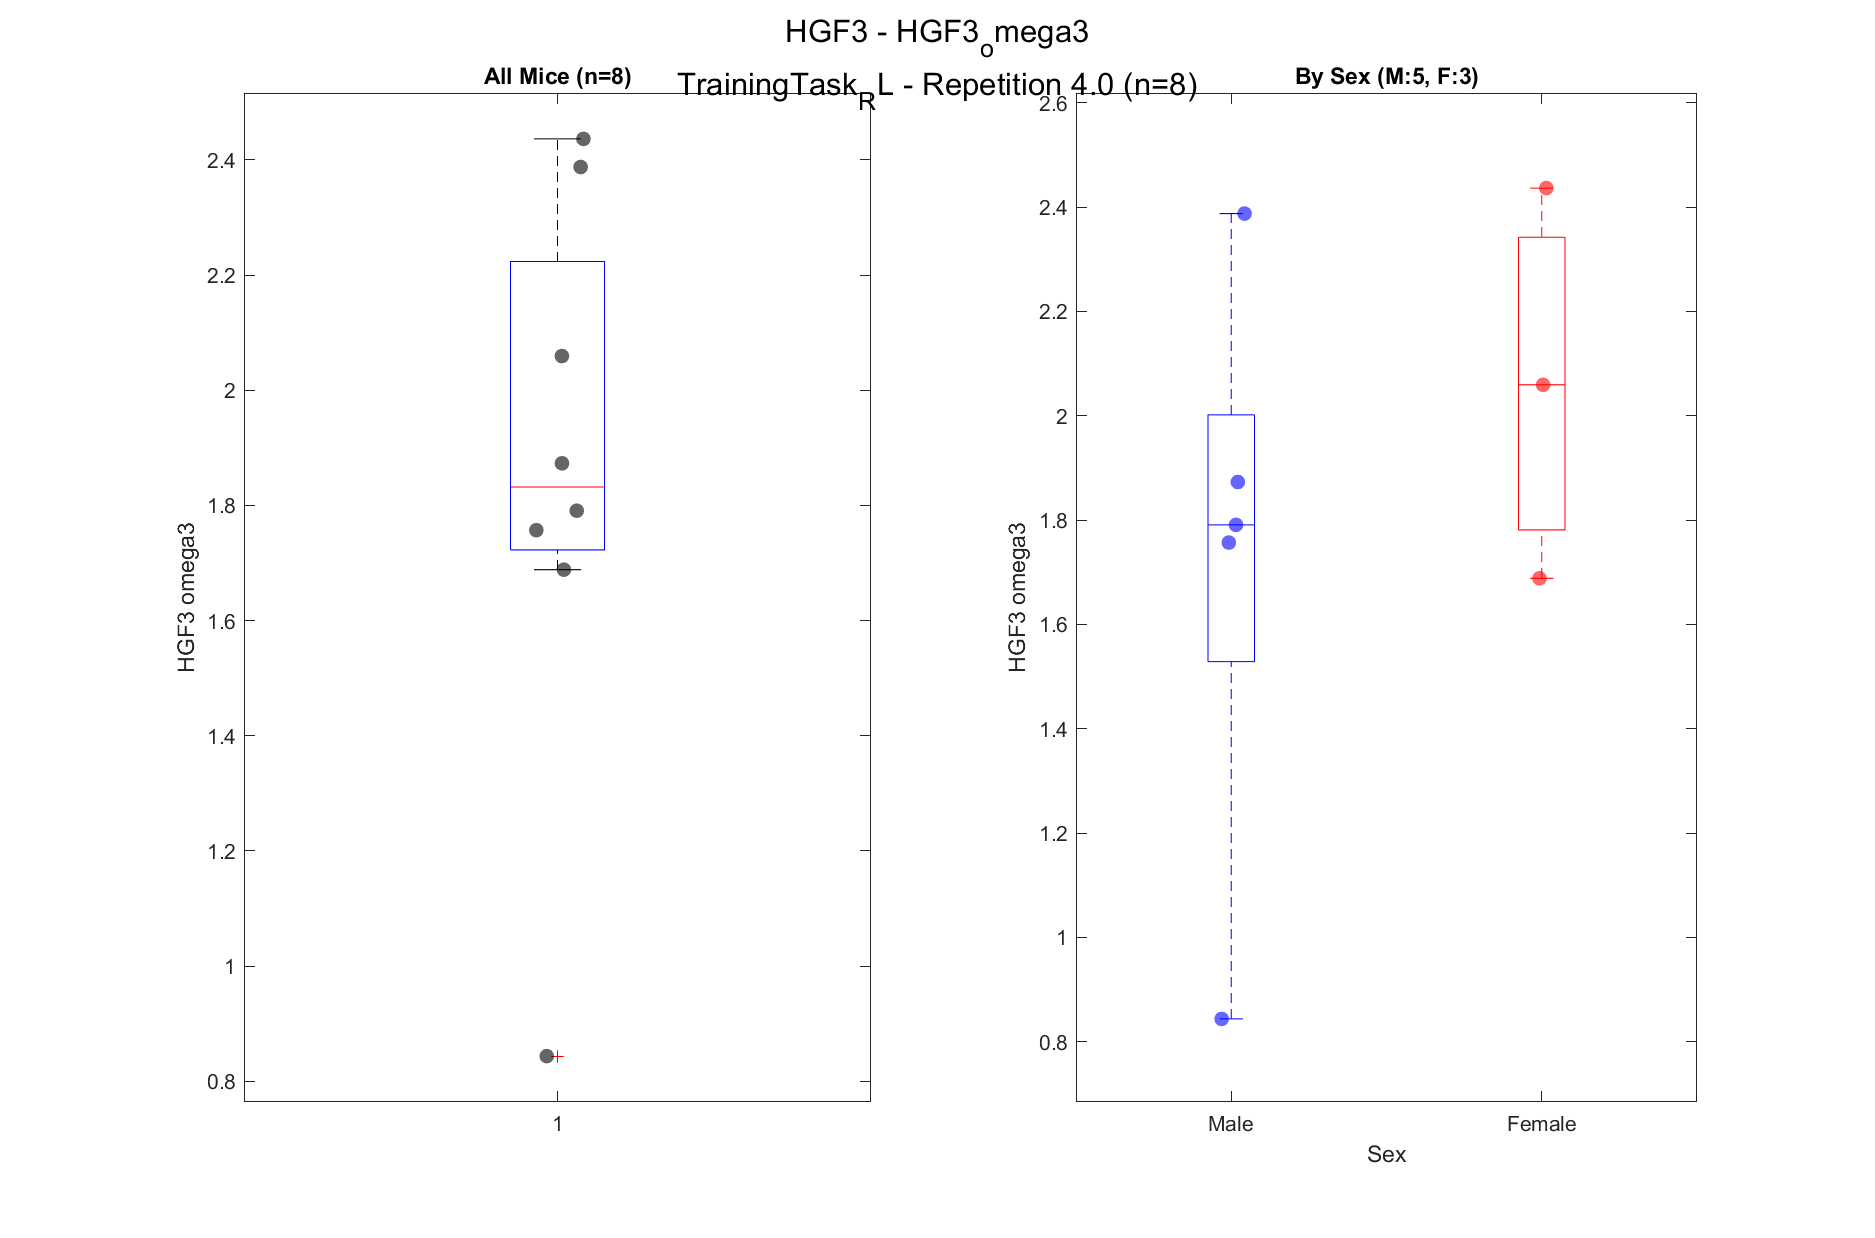 HGF3 - HGF3_omega3
TrainingTask_RL - Repetition 4.0 (n=8)
All Mice (n=8)
HGF3 omega3
2.4
2.2
2
1.8
1.6
1.4
1.2
1
0.8
1
By Sex (M:5, F:3)
HGF3 omega3
2.6
2.4
2.2
2
1.8
1.6
1.4
1.2
1
0.8
Male Female
Sex